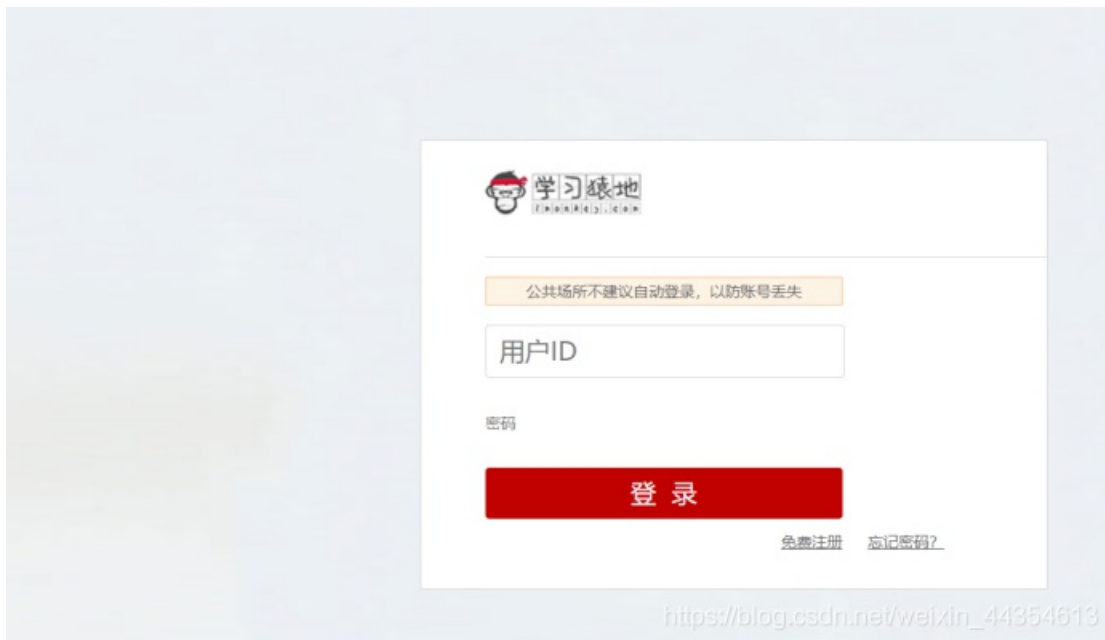 学习猿地
lmonkey.com
公共场所不建议自动登录，以防账号丢失
用户ID
密码
登 录
免费注册 忘记密码?
https://blog.csdn.net/weixin_44354613